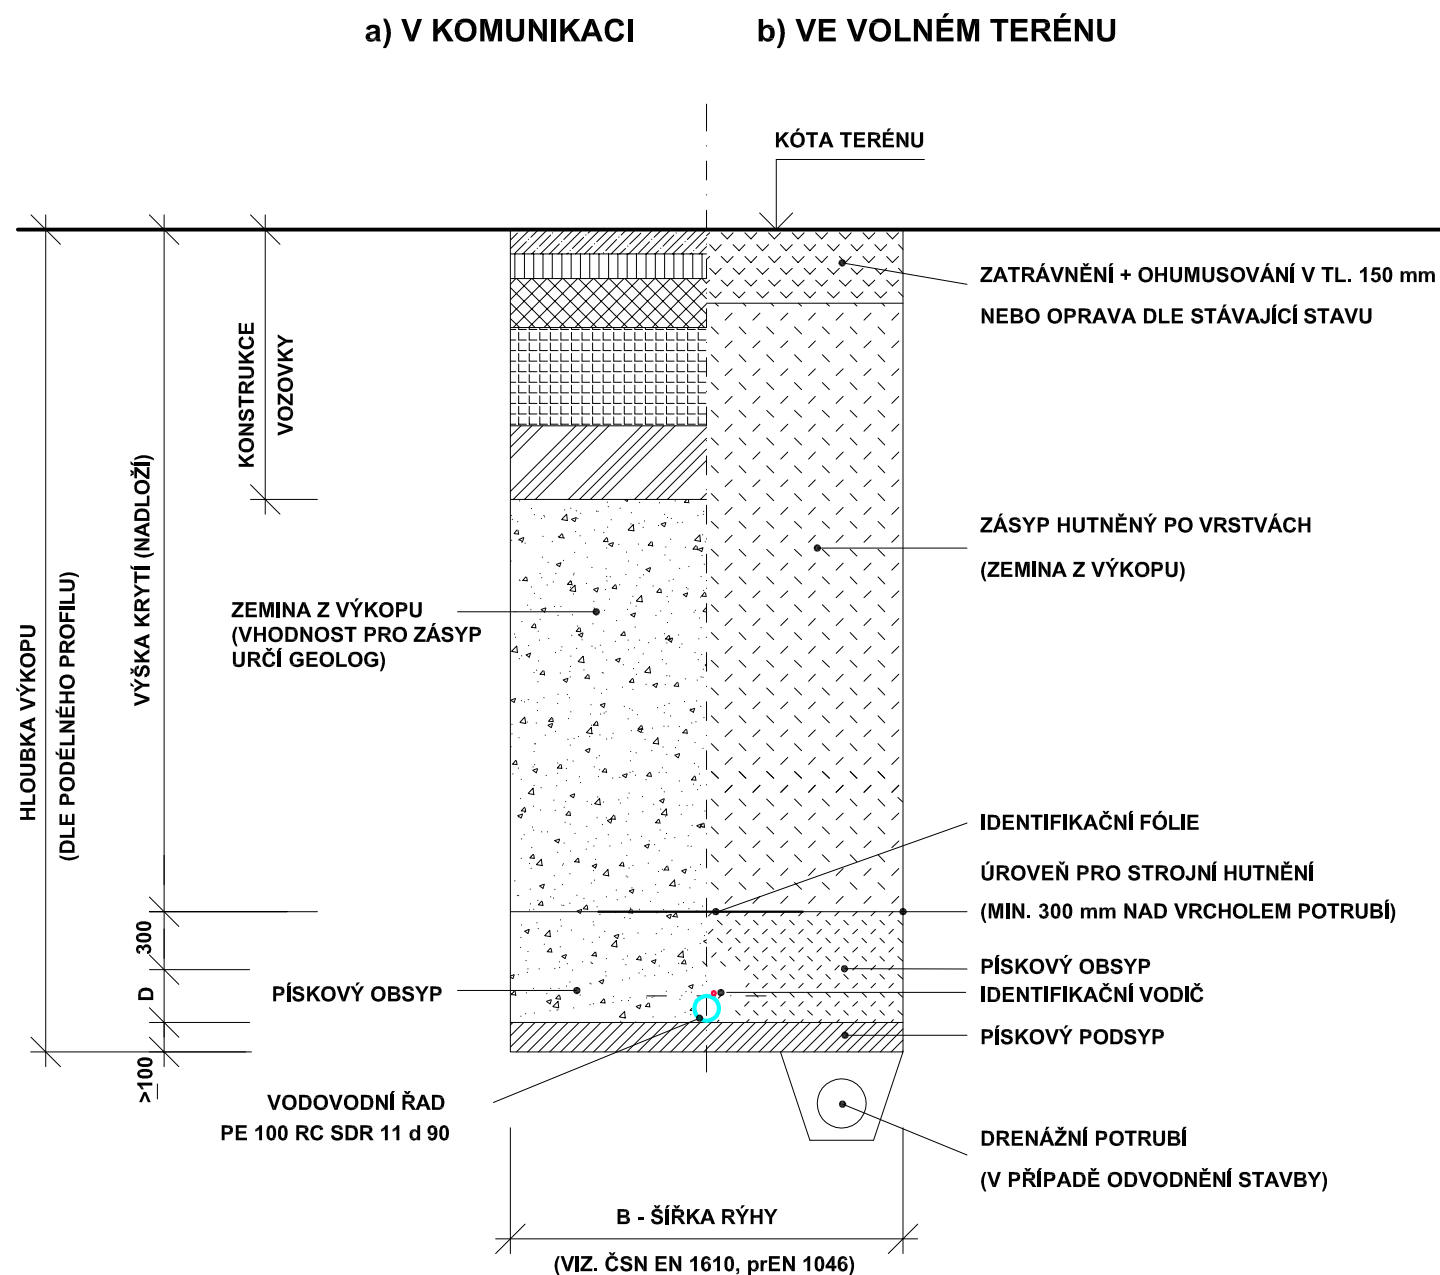 a) V KOMUNIKACI
b) VE VOLNÉM TERÉNU
KÓTA TERÉNU
ZATRÁVNĚNÍ + OHUMUSOVÁNÍ V TL. 150 mm
NEBO OPRAVA DLE STÁVAJÍCÍ STAVU
KONSTRUKCE
VOZOVKY
ZÁSYP HUTNĚNÝ PO VRSTVÁCH
(ZEMINA Z VÝKOPU)
VÝŠKA KRYTÍ (NADLOŽÍ)
HLOUBKA VÝKOPU
(DLE PODÉLNÉHO PROFILU)
ZEMINA Z VÝKOPU
(VHODNOST PRO ZÁSYP
URČÍ GEOLOG)
IDENTIFIKAČNÍ FÓLIE
ÚROVEŇ PRO STROJNÍ HUTNĚNÍ
(MIN. 300 mm NAD VRCHOLEM POTRUBÍ)
300
D
>100
PÍSKOVÝ OBSYP
PÍSKOVÝ OBSYP
IDENTIFIKAČNÍ VODIČ
PÍSKOVÝ PODSYP
VODOVODNÍ ŘAD
PE 100 RC SDR 11 d 90
DRENÁŽNÍ POTRUBÍ
(V PŘÍPADĚ ODVODNĚNÍ STAVBY)
B - ŠÍŘKA RÝHY
(VIZ. ČSN EN 1610, prEN 1046)